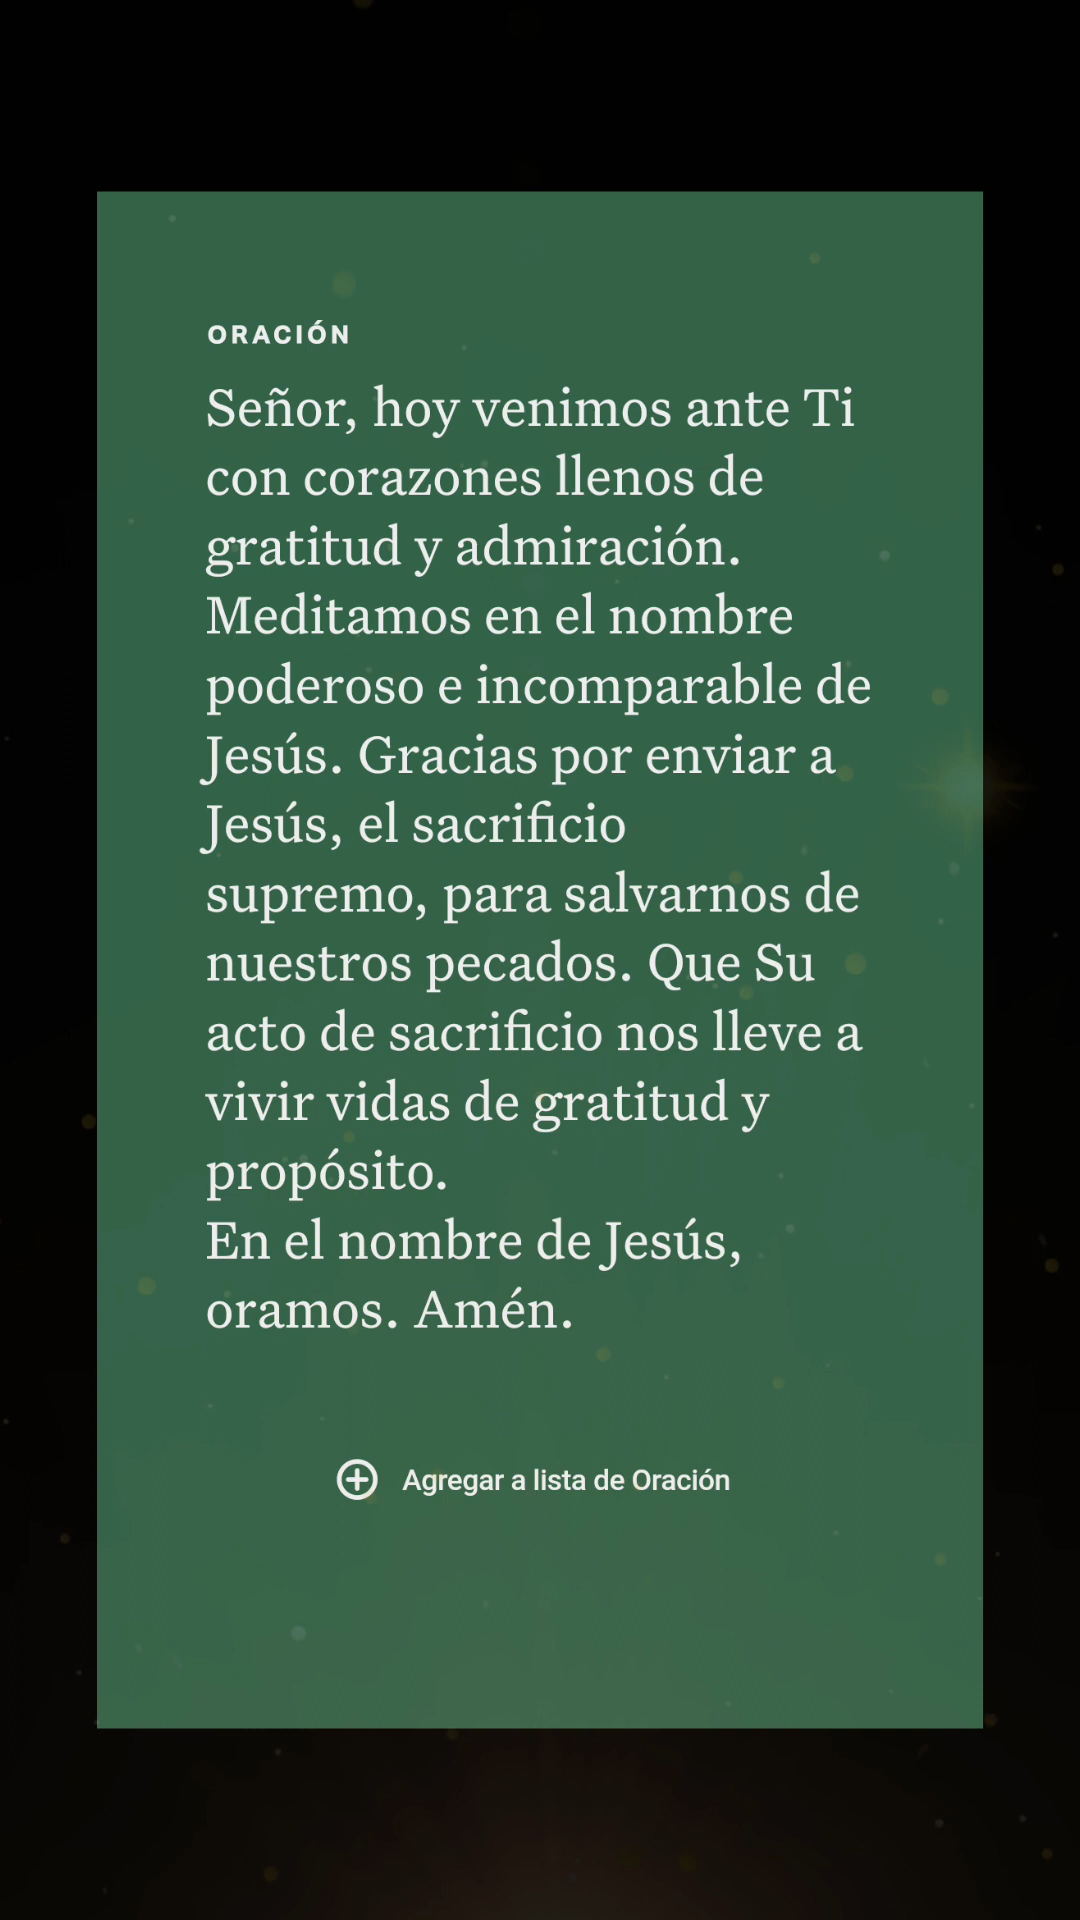 ORACIÓN
Señor, hoy venimos ante Ti
con corazones llenos de
gratitud y admiración.
Meditamos en el nombre
poderoso e incomparable de
Jesús. Gracias por enviar a
Jesús, el sacrificio
supremo, para salvarnos de
nuestros pecados. Que Su
acto de sacrificio nos lleve a
vivir vidas de gratitud y
propósito.
En el nombre de Jesús,
oramos. Amén.
Agregar a lista de Oración